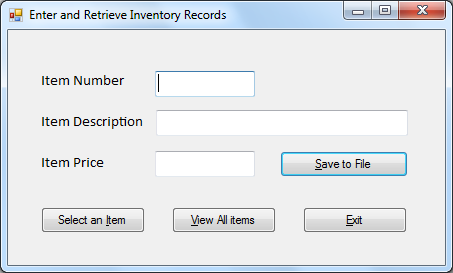 Enter and Retrieve Inventory Records
Item Number
Item Description
Item Price
Save to File
Select an Item
View All items
Exit